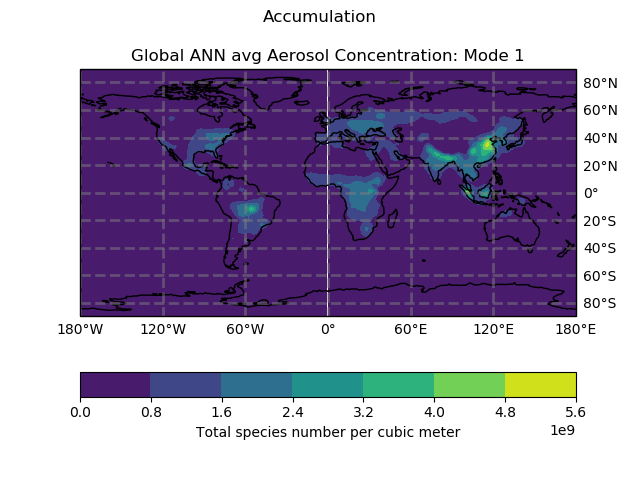 Accumulation
Global ANN avg Aerosol Concentration: Mode 1
80°N
60°N
40°N
20°N
0°
20°S
40°S
60°S
80°S
180°W 120°W 60°W 0° 60°E 120°E 180°E
0.0 0.8 1.6 2.4 3.2 4.0 4.8 5.6
1e9
Total species number per cubic meter